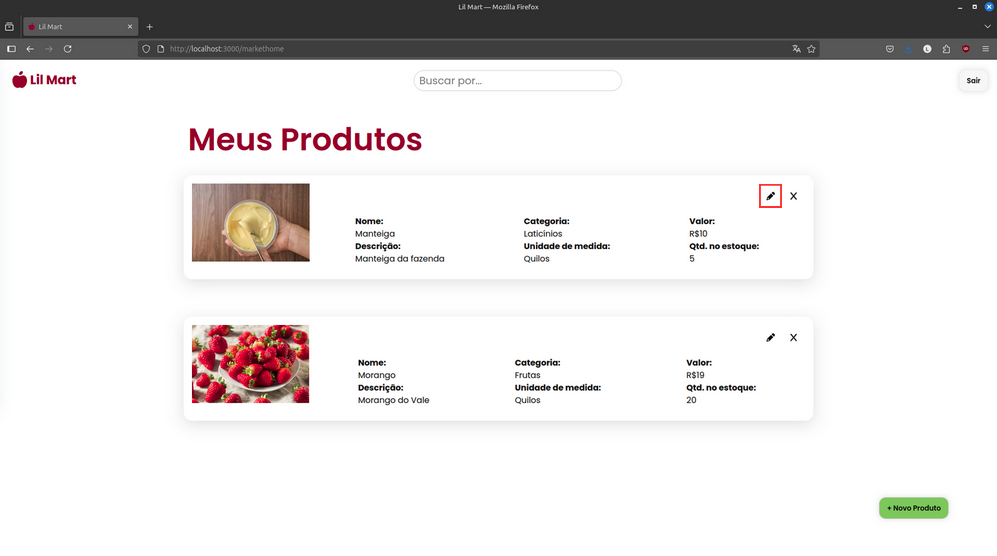 Lil Mart — Mozilla Firefox
Lil Mart
http://localhost:3000/markethome
Lil Mart
Buscar por...
Sair
Meus Produtos
X
Nome: Categoria: Valor:
Manteiga Laticínios R$10
Descrição: Unidade de medida: Qtd. no estoque:
Manteiga da fazenda Quilos 5
X
Nome: Categoria: Valor:
Morango Frutas R$19
Descrição: Unidade de medida: Qtd. no estoque:
Morango do Vale Quilos 20
+ Novo Produto